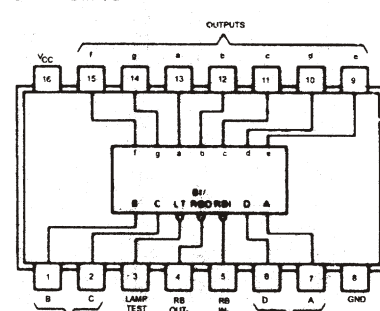 OUTPUTS
VCC f g a b c d e
16 15 14 13 12 11 10 9
f g a b c d e
BI/
B C LT RBO RBI D A
1 2 3 4 5 6 7 8
B C LAMP TEST RB OUT- RB IN- D A GND